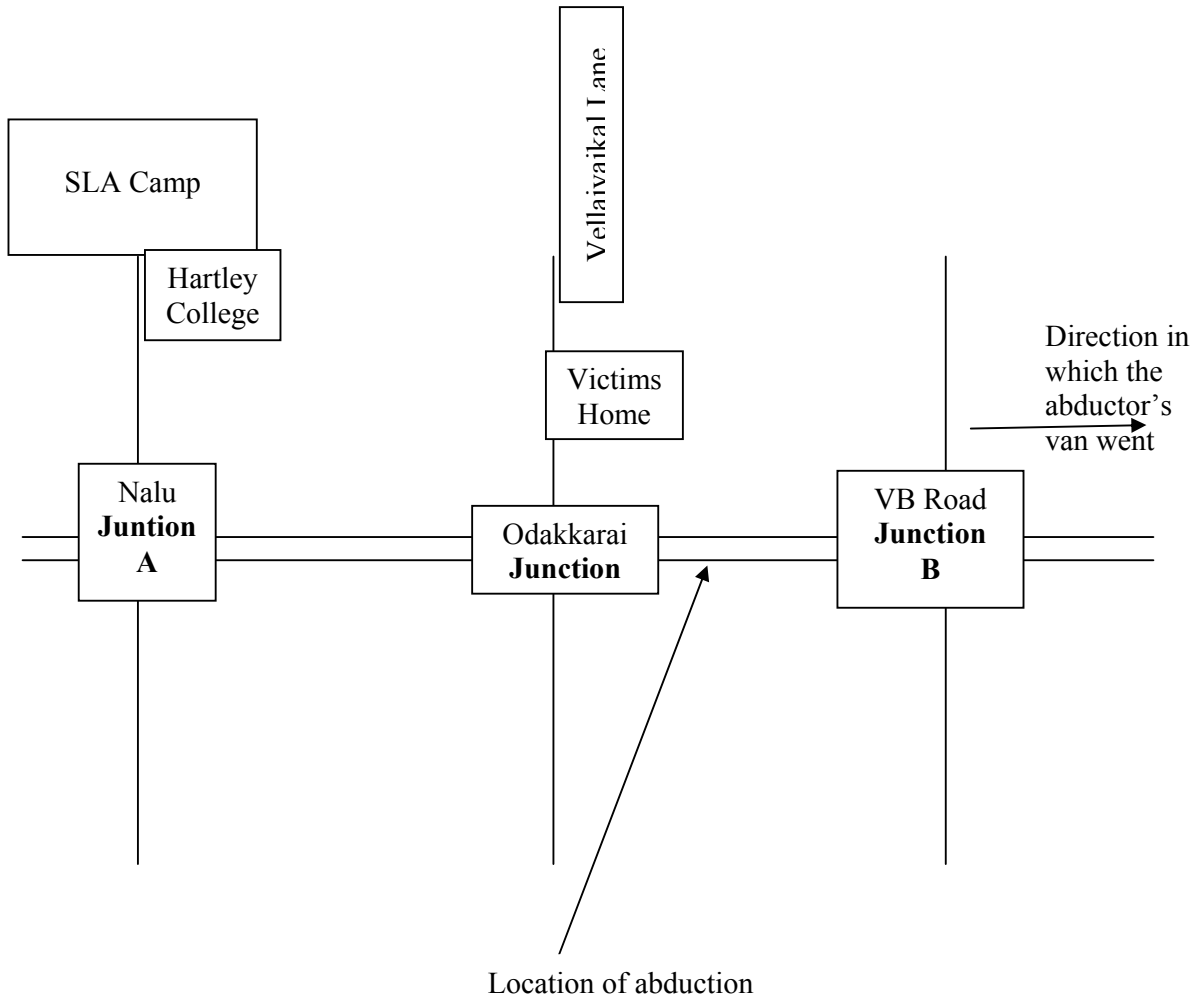 Vellaivaikal Lane
SLA Camp
Hartley
College
Direction in
which the
abductor’s
van went
Victims
Home
Nalu
Juntion
A
Odakkarai
Junction
VB Road
Junction
B
Location of abduction